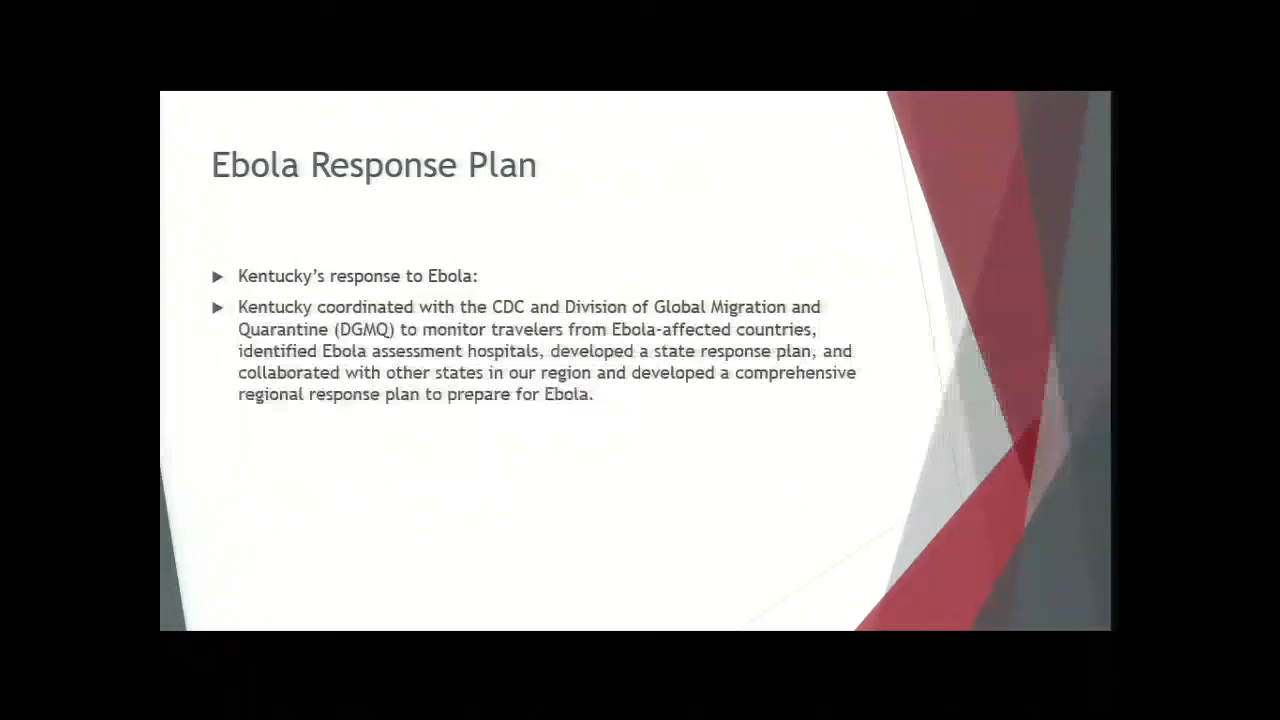 Ebola Response Plan
Kentucky’s response to Ebola:
Kentucky coordinated with the CDC and Division of Global Migration and
Quarantine (DGMQ) to monitor travelers from Ebola-affected countries,
identified Ebola assessment hospitals, developed a state response plan, and
collaborated with other states in our region and developed a comprehensive
regional response plan to prepare for Ebola.